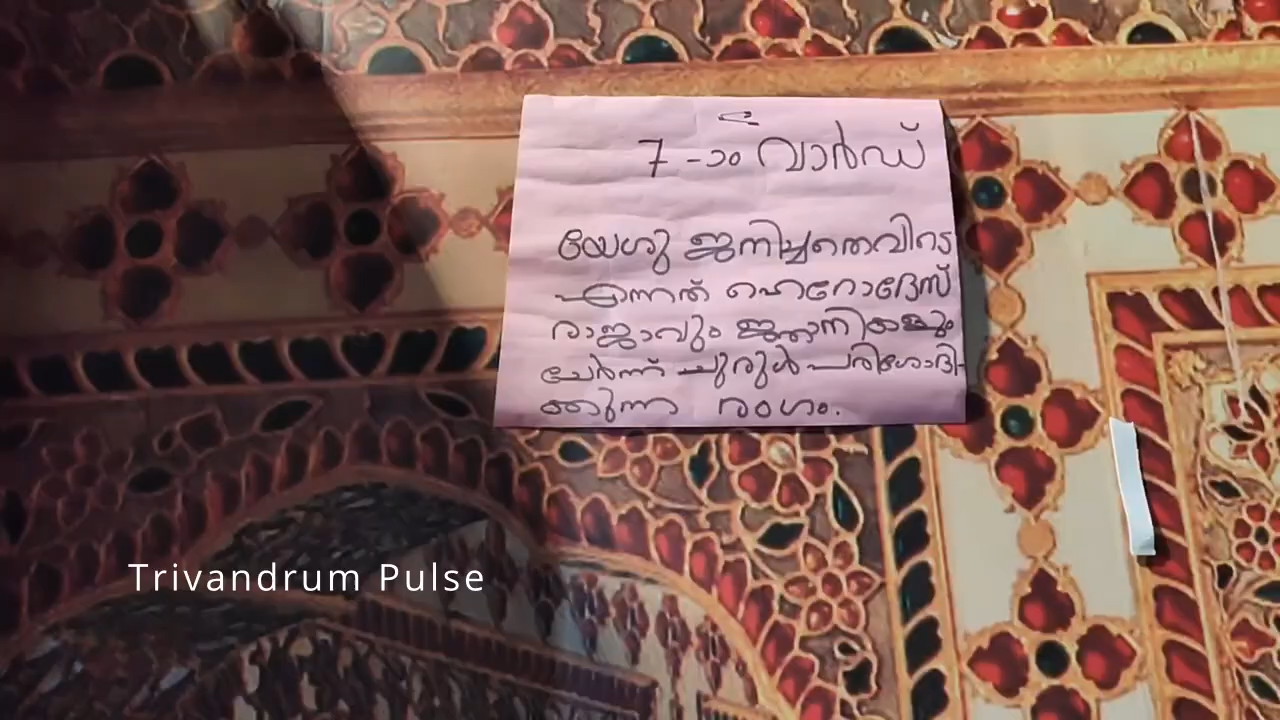 7-ാം വാർഡ്
യേശു ജനിച്ചതെവിടെ
എന്നത് ഹെറോദേസ്
രാജാവും ജ്ഞാനികളും
ചേർന്ന് ചുരുൾ പരിശോധി-
ക്കുന്ന രംഗം.
Trivandrum Pulse